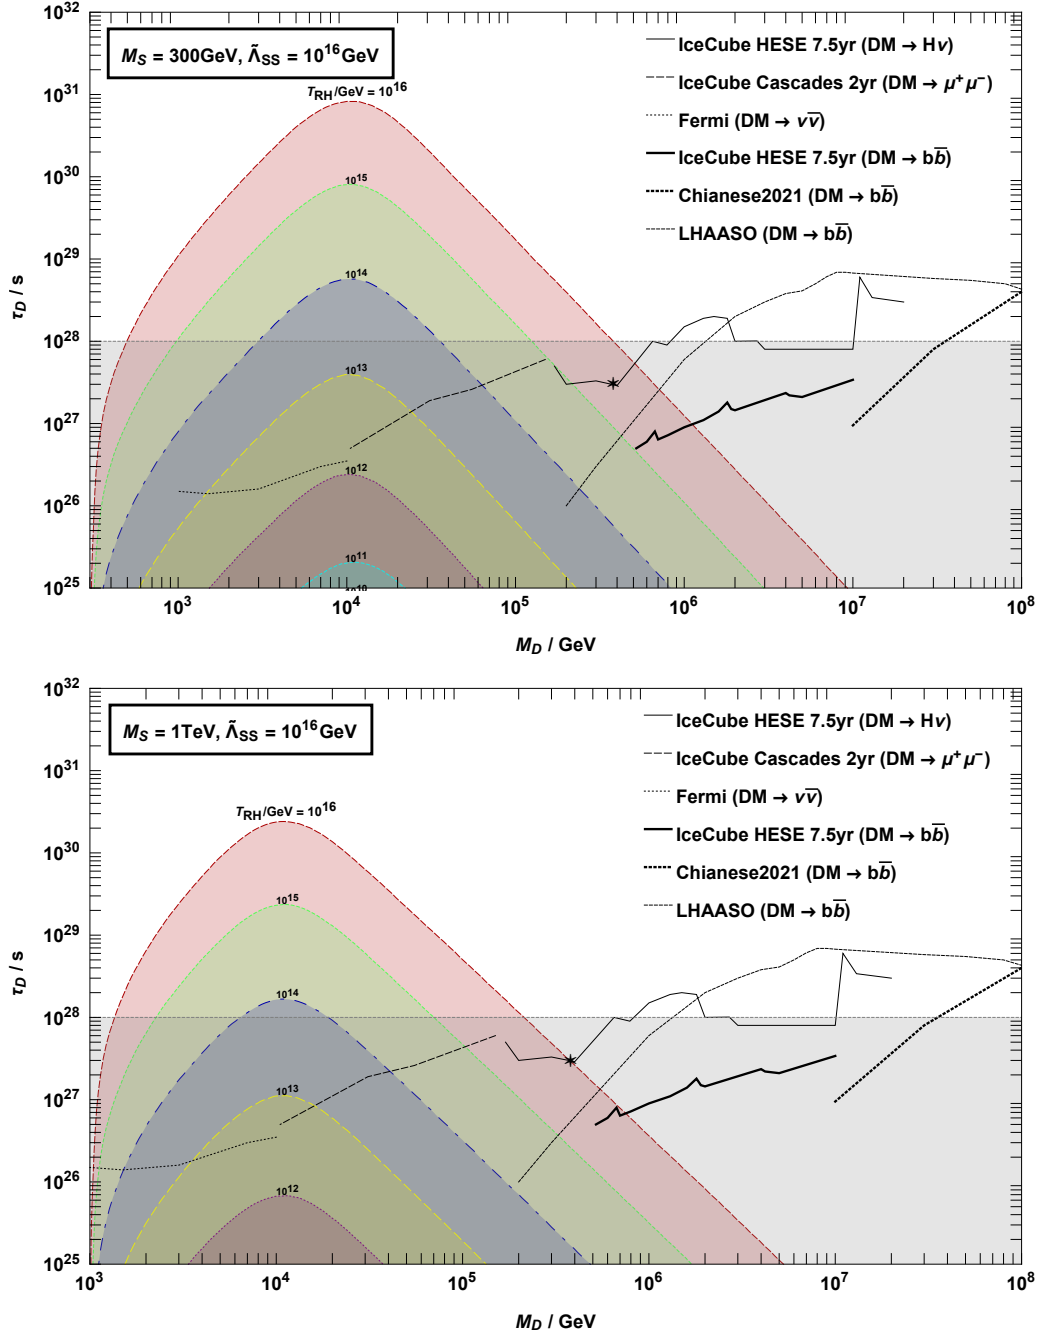 10^32
10^31
10^30
10^29
10^28
10^27
10^26
10^25
τ_D / s
M_S = 300GeV, Λ̃_SS = 10^16 GeV
IceCube HESE 7.5yr (DM → Hν)
IceCube Cascades 2yr (DM → μ⁺μ⁻)
Fermi (DM → νν̅)
IceCube HESE 7.5yr (DM → bb̅)
Chianese2021 (DM → bb̅)
LHAASO (DM → bb̅)
T_RH/GeV = 10^16
10^15
10^14
10^13
10^12
10^11
10^3 10^4 10^5 10^6 10^7 10^8
M_D / GeV
10^32
10^31
10^30
10^29
10^28
10^27
10^26
10^25
τ_D / s
M_S = 1TeV, Λ̃_SS = 10^16 GeV
IceCube HESE 7.5yr (DM → Hν)
IceCube Cascades 2yr (DM → μ⁺μ⁻)
Fermi (DM → νν̅)
IceCube HESE 7.5yr (DM → bb̅)
Chianese2021 (DM → bb̅)
LHAASO (DM → bb̅)
T_RH/GeV = 10^16
10^15
10^14
10^13
10^12
10^3 10^4 10^5 10^6 10^7 10^8
M_D / GeV